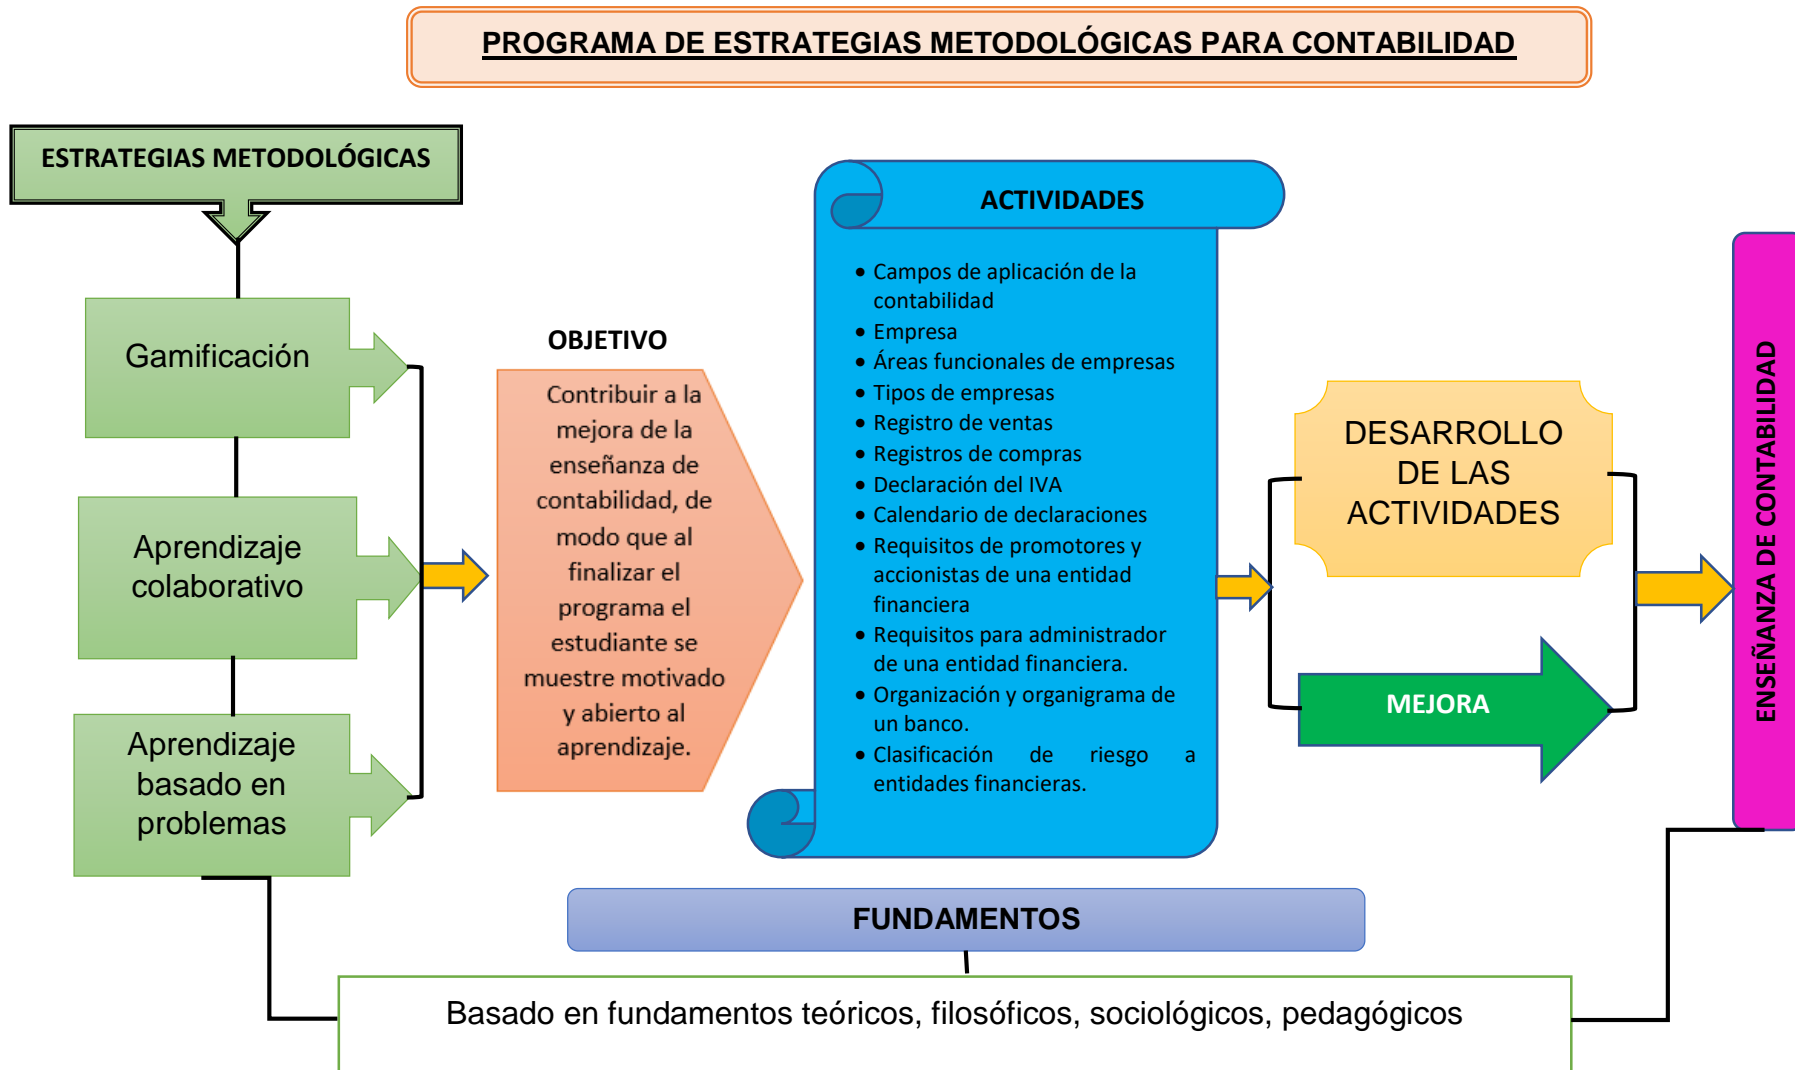 PROGRAMA DE ESTRATEGIAS METODOLÓGICAS PARA CONTABILIDAD
ESTRATEGIAS METODOLÓGICAS
Gamificación
Aprendizaje
colaborativo
Aprendizaje
basado en
problemas
OBJETIVO
Contribuir a la
mejora de la
enseñanza de
contabilidad, de
modo que al
finalizar el
programa el
estudiante se
muestre motivado
y abierto al
aprendizaje.
ACTIVIDADES
• Campos de aplicación de la
contabilidad
• Empresa
• Áreas funcionales de empresas
• Tipos de empresas
• Registro de ventas
• Registros de compras
• Declaración del IVA
• Calendario de declaraciones
• Requisitos de promotores y
accionistas de una entidad
financiera
• Requisitos para administrador
de una entidad financiera.
• Organización y organigrama de
un banco.
• Clasificación de riesgo a
entidades financieras.
DESARROLLO
DE LAS
ACTIVIDADES
MEJORA
ENSEÑANZA DE CONTABILIDAD
FUNDAMENTOS
Basado en fundamentos teóricos, filosóficos, sociológicos, pedagógicos